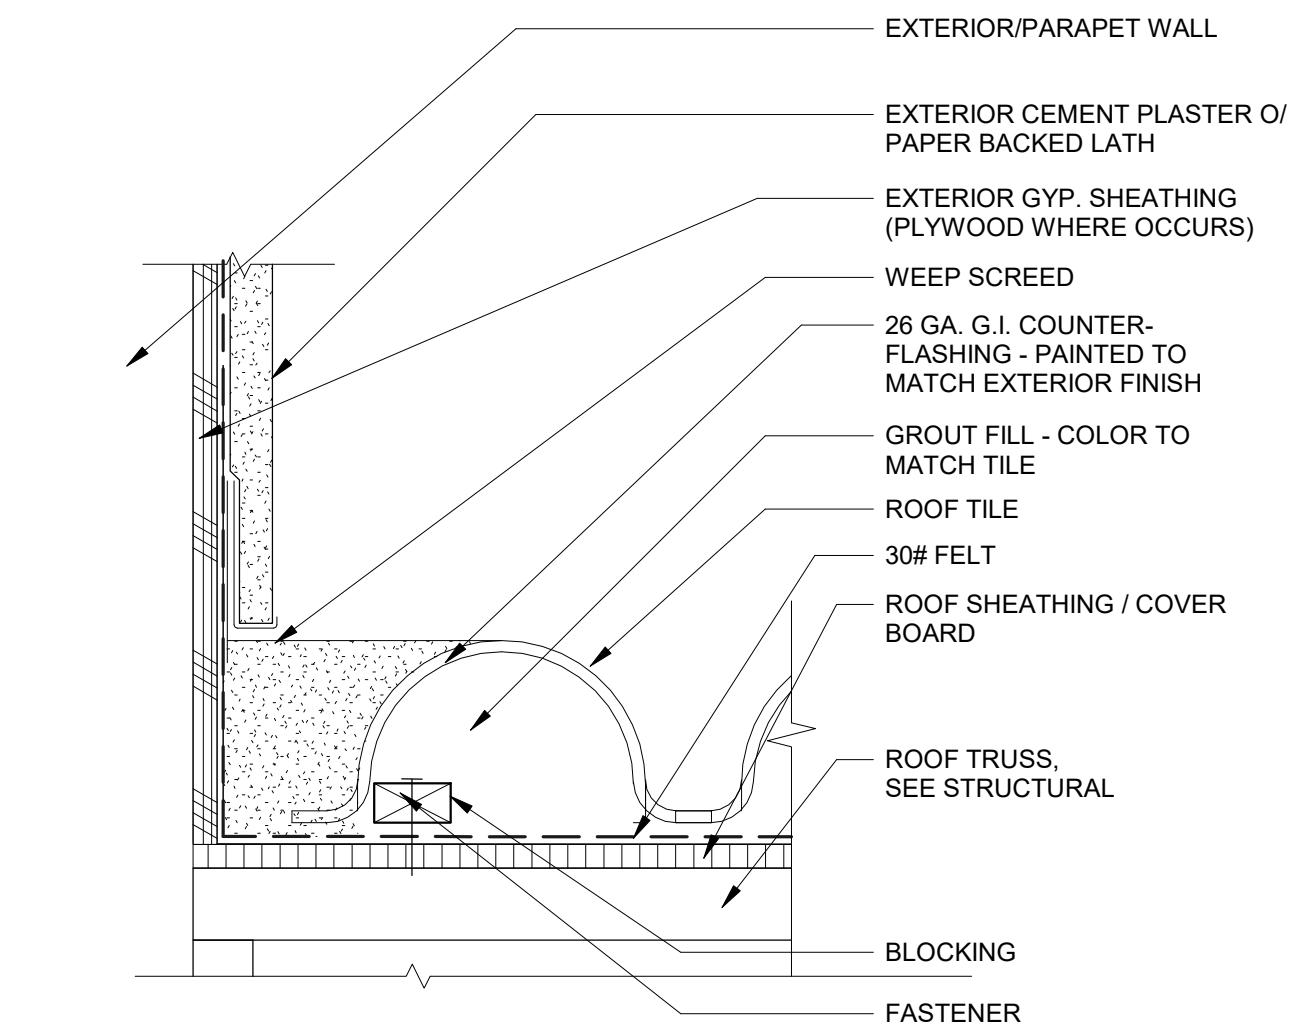 EXTERIOR/PARAPET WALL
EXTERIOR CEMENT PLASTER O/
PAPER BACKED LATH
EXTERIOR GYP. SHEATHING
(PLYWOOD WHERE OCCURS)
WEEP SCREED
26 GA. G.I. COUNTER-
FLASHING - PAINTED TO
MATCH EXTERIOR FINISH
GROUT FILL - COLOR TO
MATCH TILE
ROOF TILE
30# FELT
ROOF SHEATHING / COVER
BOARD
ROOF TRUSS,
SEE STRUCTURAL
BLOCKING
FASTENER